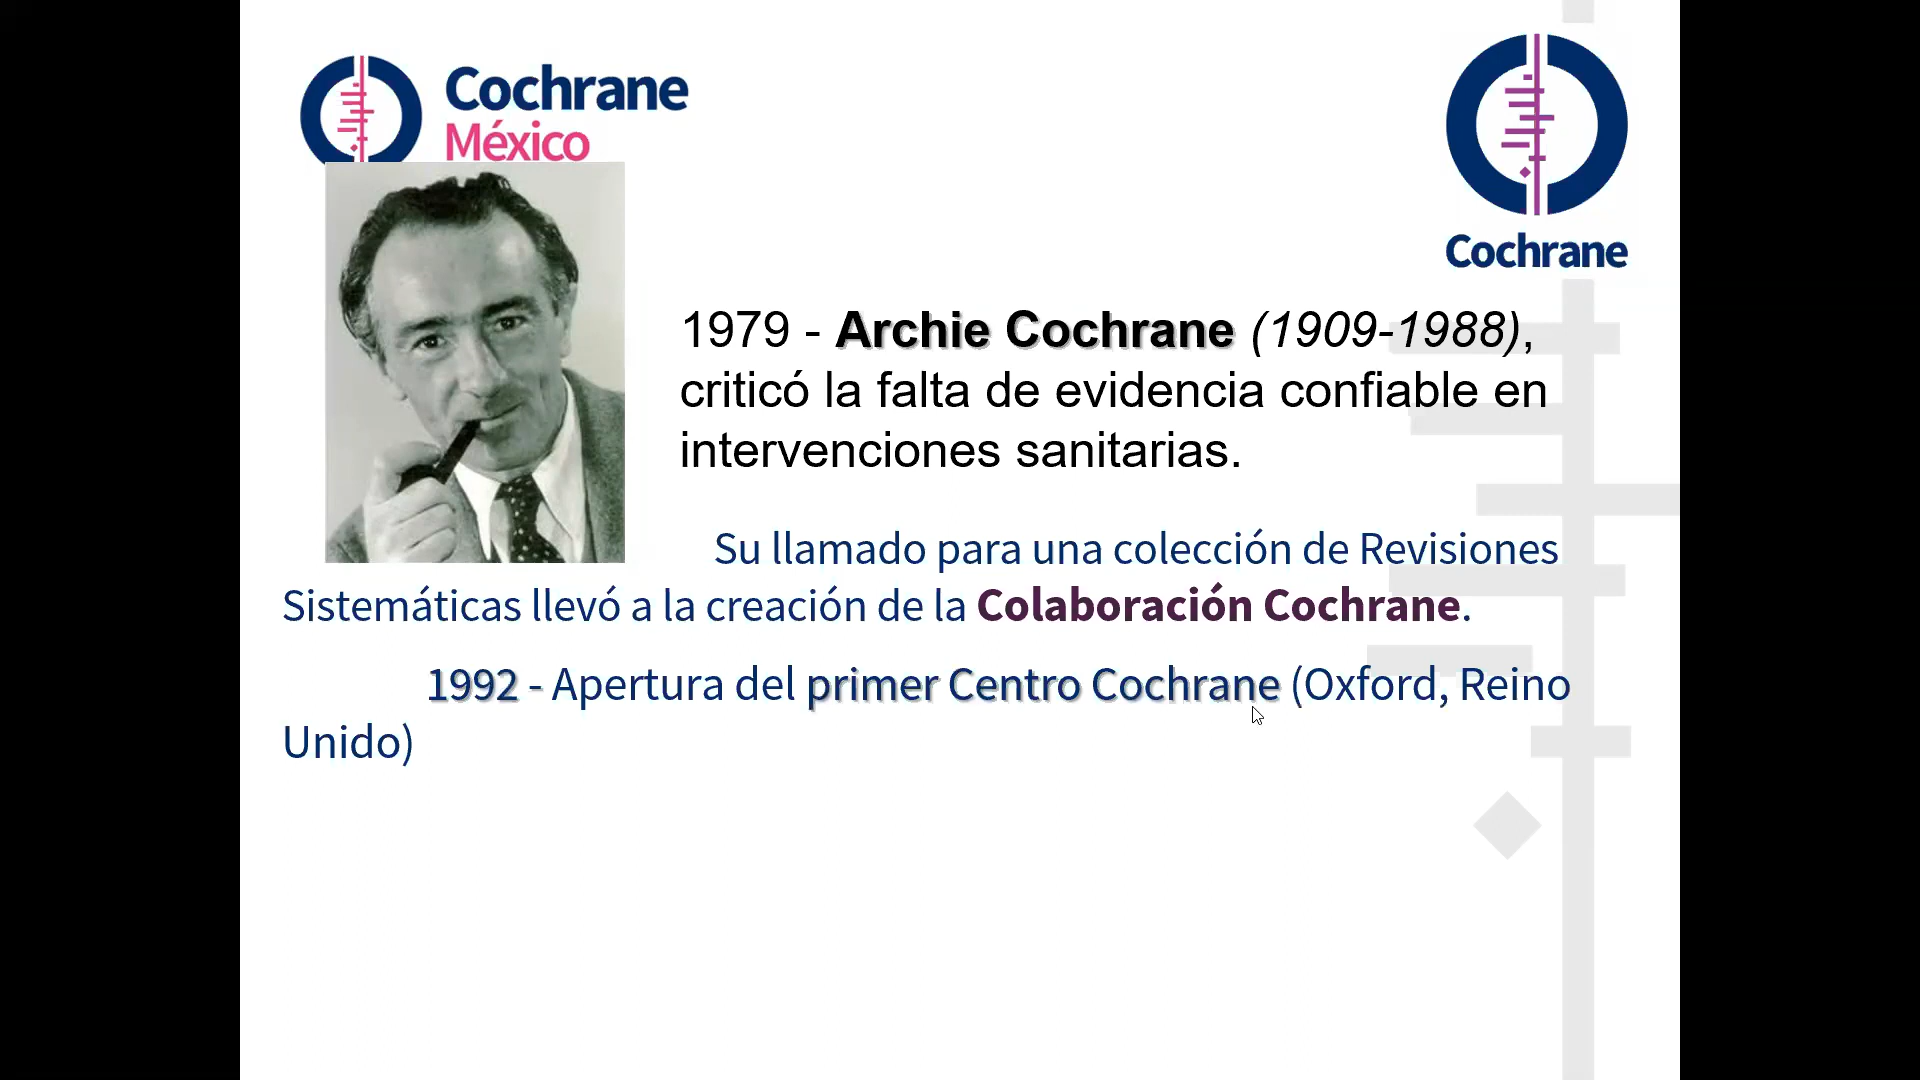 Cochrane
México
Cochrane
1979 - Archie Cochrane (1909-1988),
criticó la falta de evidencia confiable en
intervenciones sanitarias.
Su llamado para una colección de Revisiones
Sistemáticas llevó a la creación de la Colaboración Cochrane.
1992 - Apertura del primer Centro Cochrane (Oxford, Reino
Unido)